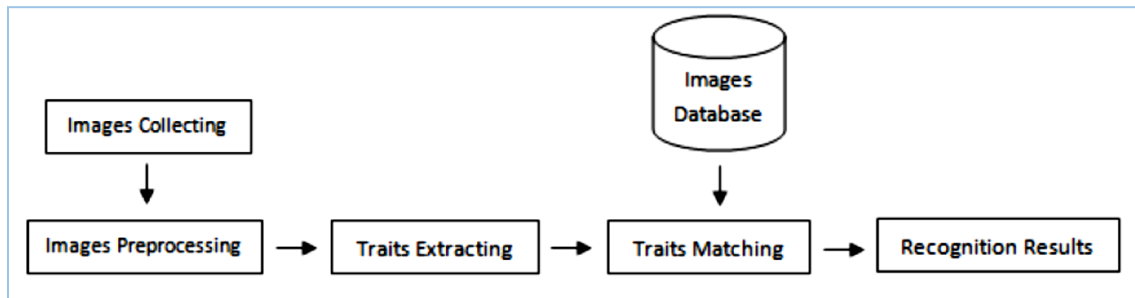 Images
Database
Images Collecting
Images Preprocessing
Traits Extracting
Traits Matching
Recognition Results